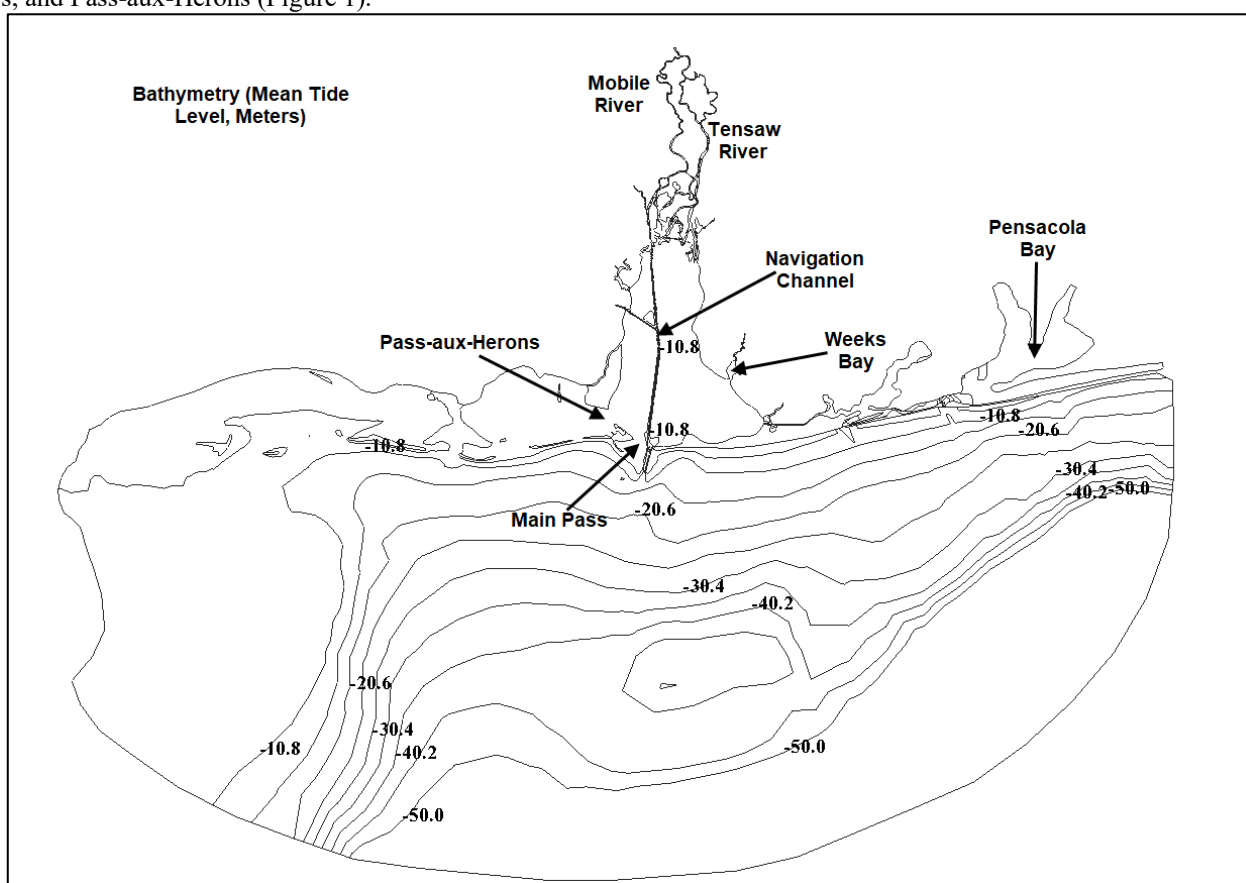 s, and Pass-aux-Herons (Figure 1).
Bathymetry (Mean Tide
Level, Meters)
Mobile
River
Tensaw
River
Pensacola
Bay
Navigation
Channel
-10.8
Pass-aux-Herons
Weeks
Bay
-10.8
-10.8
-20.6
-10.8
-30.4
-40.2
-50.0
-20.6
Main Pass
-30.4
-40.2
-20.6
-30.4
-10.8
-40.2
-50.0
-50.0